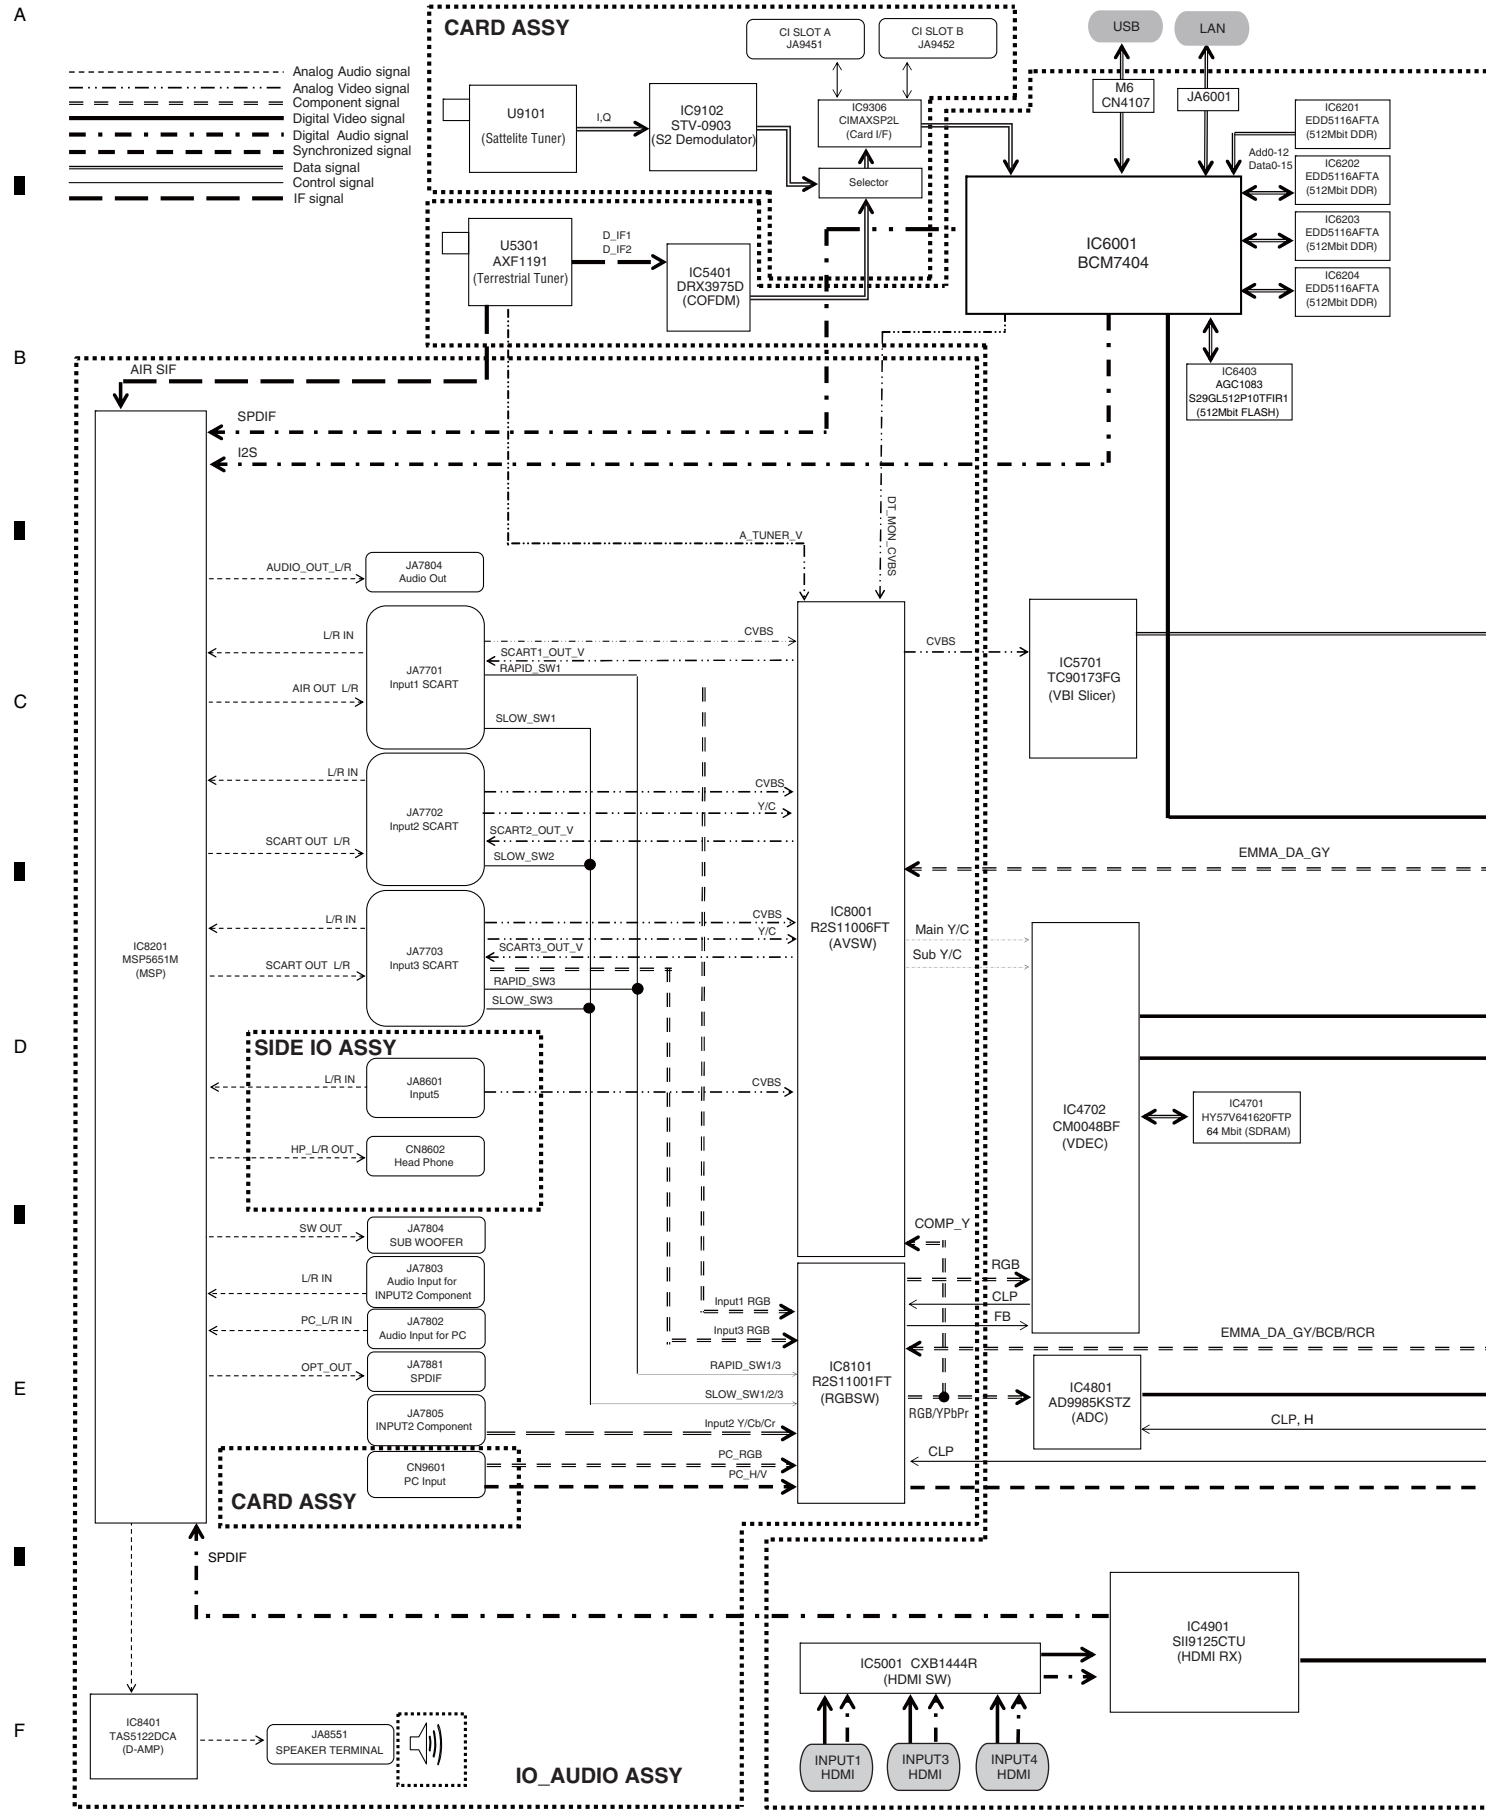 A
CARD ASSY
CI SLOT A
JA9451
CI SLOT B
JA9452
USB
LAN
Analog Audio signal
Analog Video signal
Component signal
Digital Video signal
Digital Audio signal
Synchronized signal
Data signal
Control signal
IF signal
U9101
(Sattelite Tuner)
I,Q
IC9102
STV-0903
(S2 Demodulator)
IC9306
CIMAXSP2L
(Card I/F)
Selector
M6
CN4107
JA6001
IC6201
EDD5116AFTA
(512Mbit DDR)
Add0-12
Data0-15
IC6202
EDD5116AFTA
(512Mbit DDR)
IC6203
EDD5116AFTA
(512Mbit DDR)
IC6204
EDD5116AFTA
(512Mbit DDR)
IC6001
BCM7404
U5301
AXF1191
(Terrestrial Tuner)
D_IF1
D_IF2
IC5401
DRX3975D
(COFDM)
B
AIR SIF
IC6403
AGC1083
S29GL512P10TFIR1
(512Mbit FLASH)
SPDIF
I2S
DT_MON_CVBS
A_TUNER_V
AUDIO_OUT_L/R
JA7804
Audio Out
L/R IN
AIR OUT L/R
JA7701
Input1 SCART
CVBS
SCART1_OUT_V
RAPID_SW1
SLOW_SW1
CVBS
IC5701
TC90173FG
(VBI Slicer)
C
L/R IN
SCART OUT L/R
JA7702
Input2 SCART
CVBS
Y/C
SCART2_OUT_V
SLOW_SW2
EMMA_DA_GY
L/R IN
SCART OUT L/R
JA7703
Input3 SCART
CVBS
Y/C
SCART3_OUT_V
RAPID_SW3
SLOW_SW3
IC8201
MSP5651M
(MSP)
IC8001
R2S11006FT
(AVSW)
Main Y/C
Sub Y/C
D
SIDE IO ASSY
L/R IN
JA8601
Input5
CVBS
HP_L/R OUT
CN8602
Head Phone
IC4702
CM0048BF
(VDEC)
IC4701
HY57V641620FTP
64 Mbit (SDRAM)
SW OUT
JA7804
SUB WOOFER
L/R IN
JA7803
Audio Input for
INPUT2 Component
PC_L/R IN
JA7802
Audio Input for PC
OPT_OUT
JA7881
SPDIF
JA7805
INPUT2 Component
COMP_Y
RGB
CLP
FB
Input1 RGB
Input3 RGB
RAPID_SW1/3
SLOW_SW1/2/3
Input2 Y/Cb/Cr
PC_RGB
PC_H/V
E
IC8101
R2S11001FT
(RGBSW)
EMMA_DA_GY/BCB/RCR
RGB/YPbPr
IC4801
AD9985KSTZ
(ADC)
CLP, H
CLP
CN9601
PC Input
CARD ASSY
SPDIF
IC4901
SII9125CTU
(HDMI RX)
IC5001 CXB1444R
(HDMI SW)
F
IC8401
TAS5122DCA
(D-AMP)
JA8551
SPEAKER TERMINAL
IO_AUDIO ASSY
INPUT1
HDMI
INPUT3
HDMI
INPUT4
HDMI